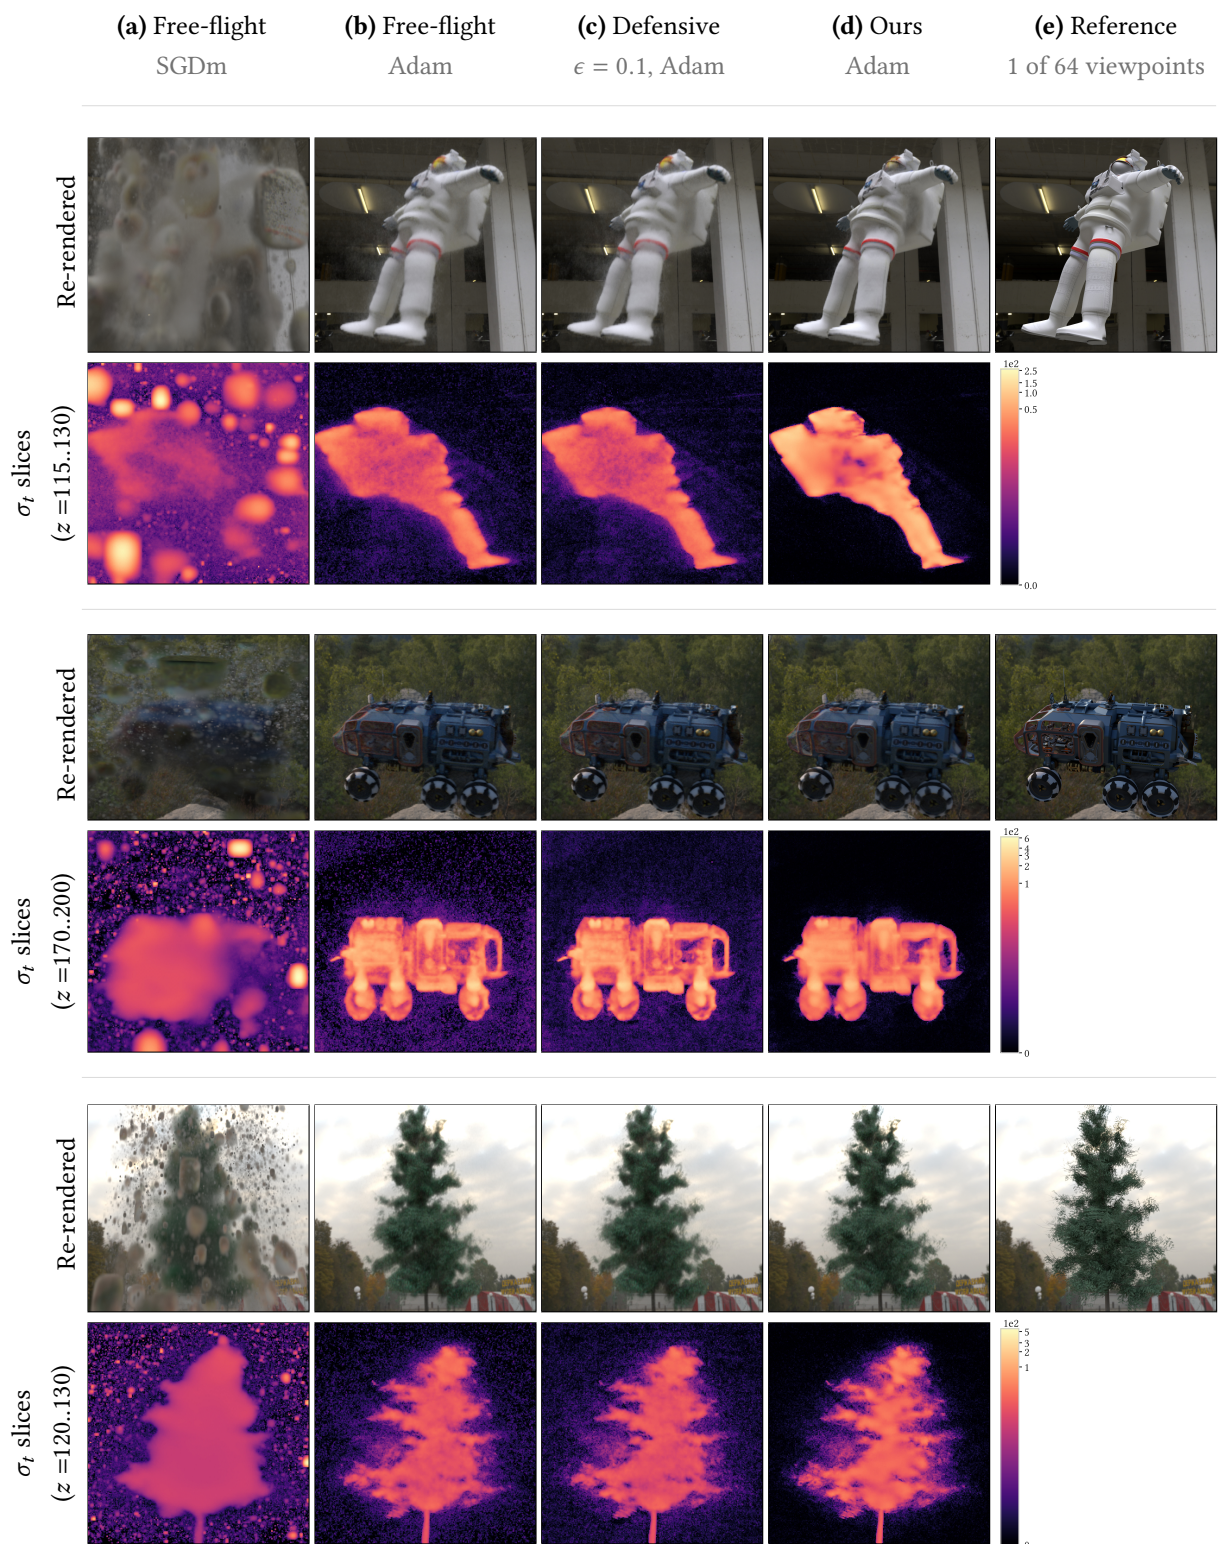 (a) Free-flight
SGDm
(b) Free-flight
Adam
(c) Defensive
ϵ = 0.1, Adam
(d) Ours
Adam
(e) Reference
1 of 64 viewpoints
Re-rendered
σt slices
(z =115..130)
1e2
2.5
1.5
1.0
0.5
0.0
Re-rendered
σt slices
(z =170..200)
1e2
6
4
3
2
1
0
Re-rendered
σt slices
(z =120..130)
1e2
5
3
2
1